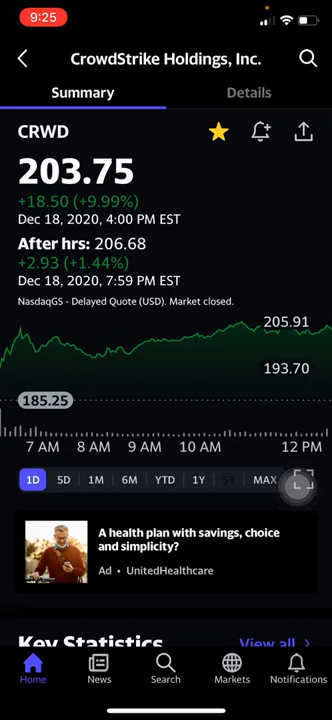 9:25
CrowdStrike Holdings, Inc.
Summary
Details
CRWD
203.75
+18.50 (+9.99%)
Dec 18, 2020, 4:00 PM EST
After hrs: 206.68
+2.93 (+1.44%)
Dec 18, 2020, 7:59 PM EST
NasdaqGS - Delayed Quote (USD). Market closed.
205.91
193.70
185.25
7 AM 8 AM 9 AM 10 AM 12 PM
1D 5D 1M 6M YTD 1Y 5Y MAX
A health plan with savings, choice
and simplicity?
Ad • UnitedHealthcare
Key Statistics
View all
Home News Search Markets Notifications